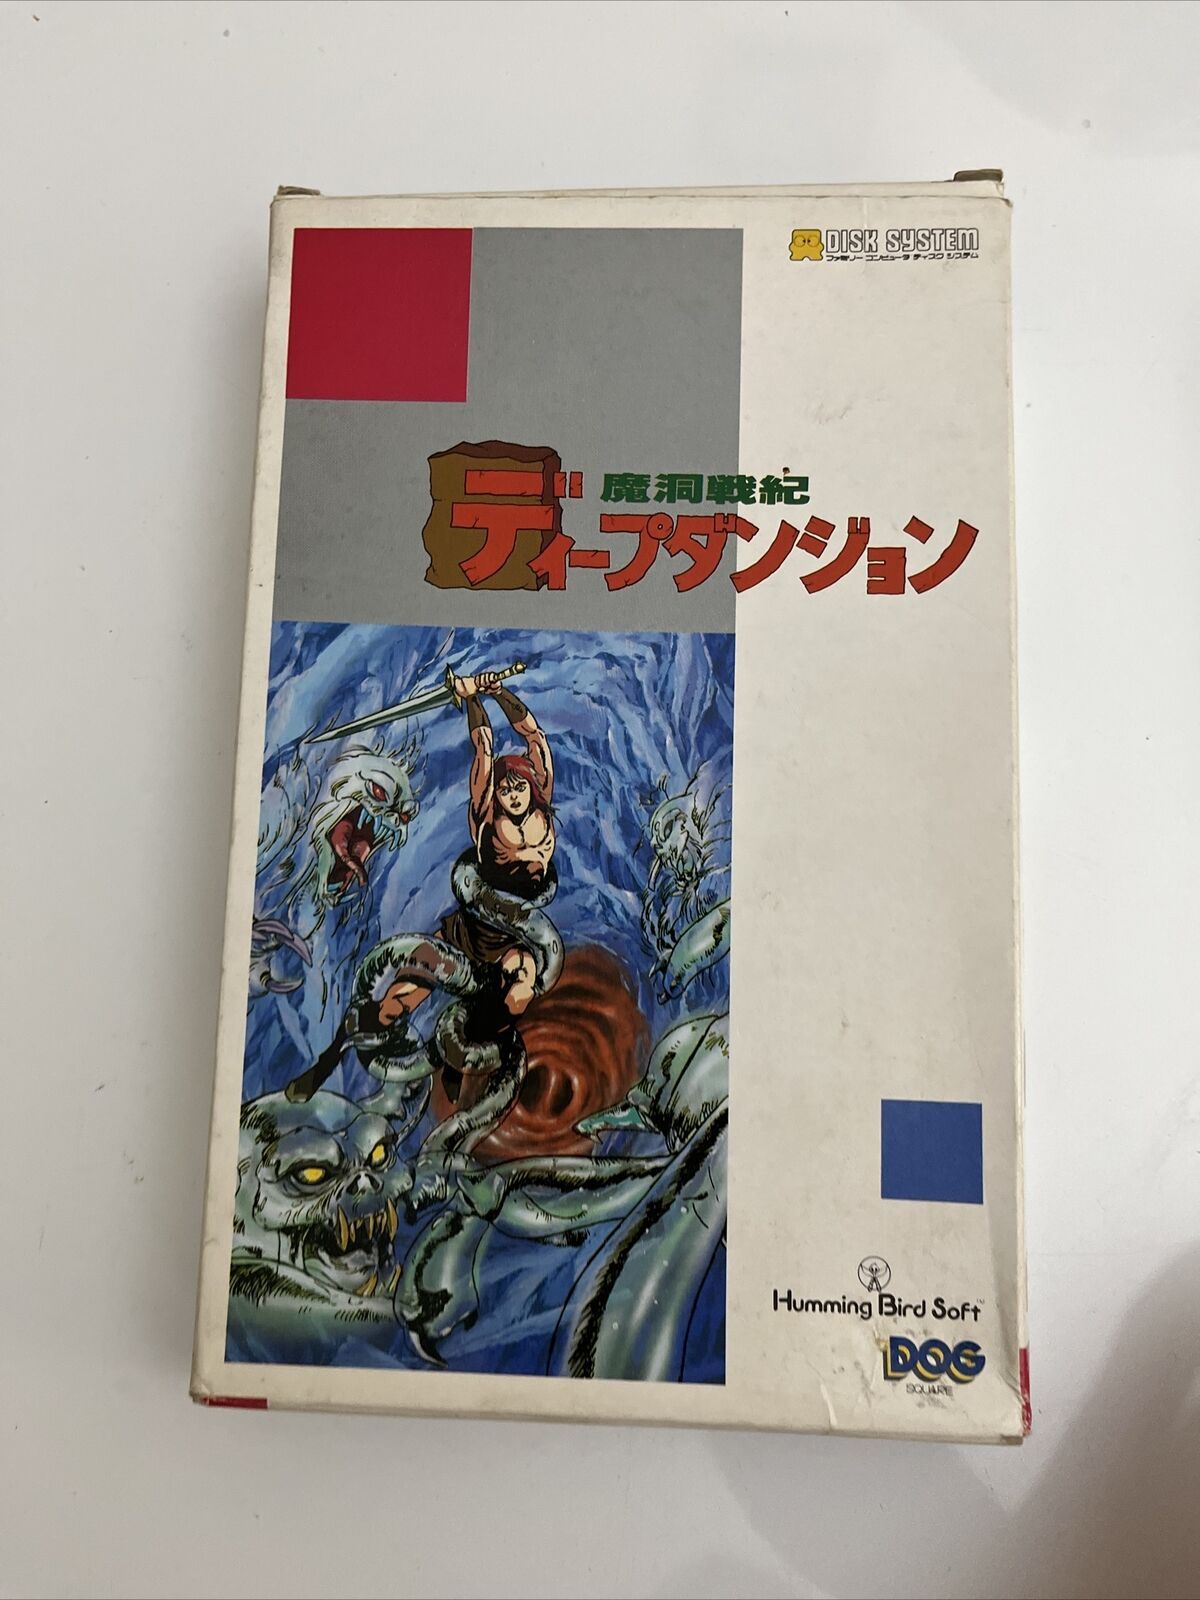 DISK SYSTEM
ファミリー コンピュータ ディスク システム
魔洞戦紀
ディープダンジョン
Humming Bird Soft™
DOG
SQUARE